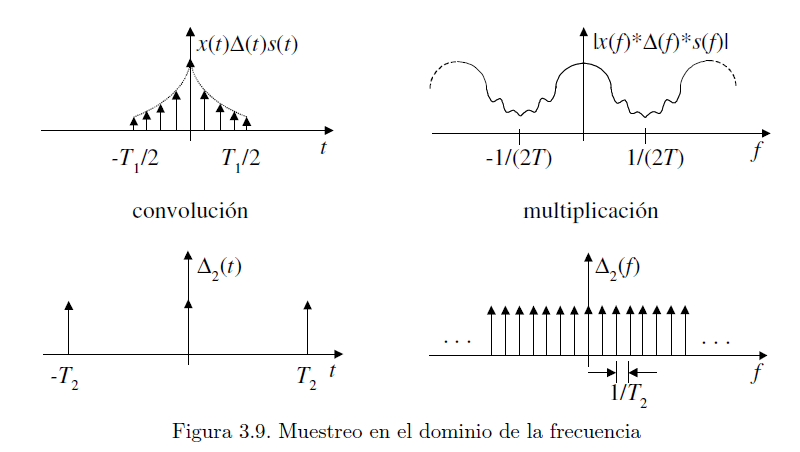 x(t)Δ(t)s(t)
|x(f)*Δ(f)*s(f)|
-T₁/2 T₁/2 t
-1/(2T) 1/(2T) f
convolución
multiplicación
Δ₂(t)
Δ₂(f)
. . . . . .
-T₂ T₂ t
1/T₂ f
Figura 3.9. Muestreo en el dominio de la frecuencia